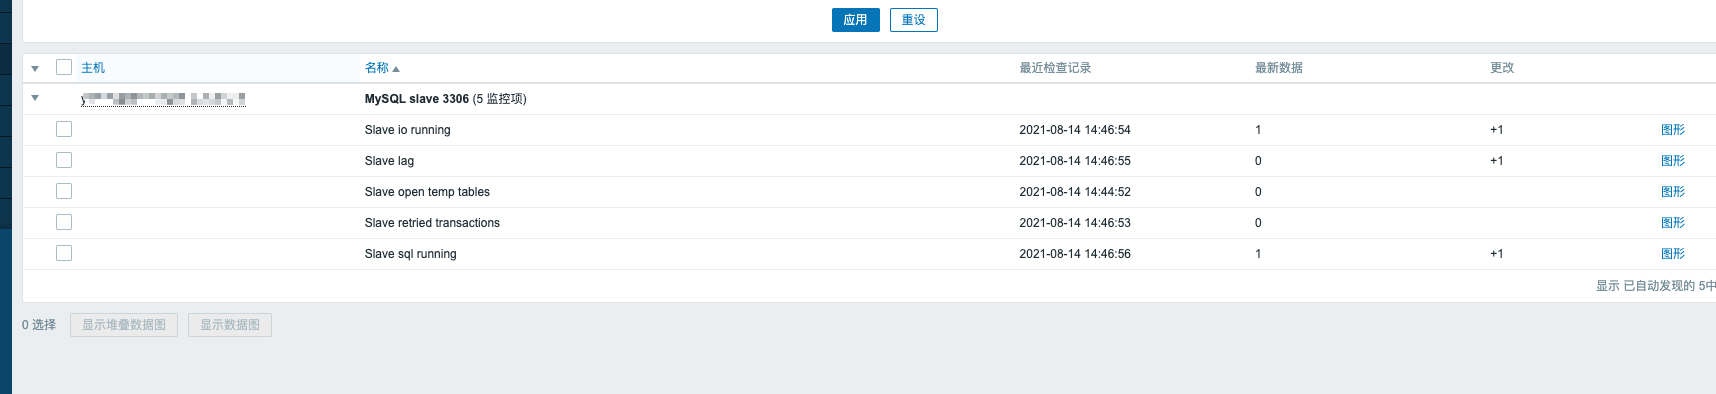 应用 重设
主机 名称 最近检查记录 最新数据 更改
MySQL slave 3306 (5 监控项)
Slave io running 2021-08-14 14:46:54 1 +1 图形
Slave lag 2021-08-14 14:46:55 0 +1 图形
Slave open temp tables 2021-08-14 14:44:52 0 图形
Slave retried transactions 2021-08-14 14:46:53 0 图形
Slave sql running 2021-08-14 14:46:56 1 +1 图形
显示 已自动发现的 5中
0 选择 显示堆叠数据图 显示数据图